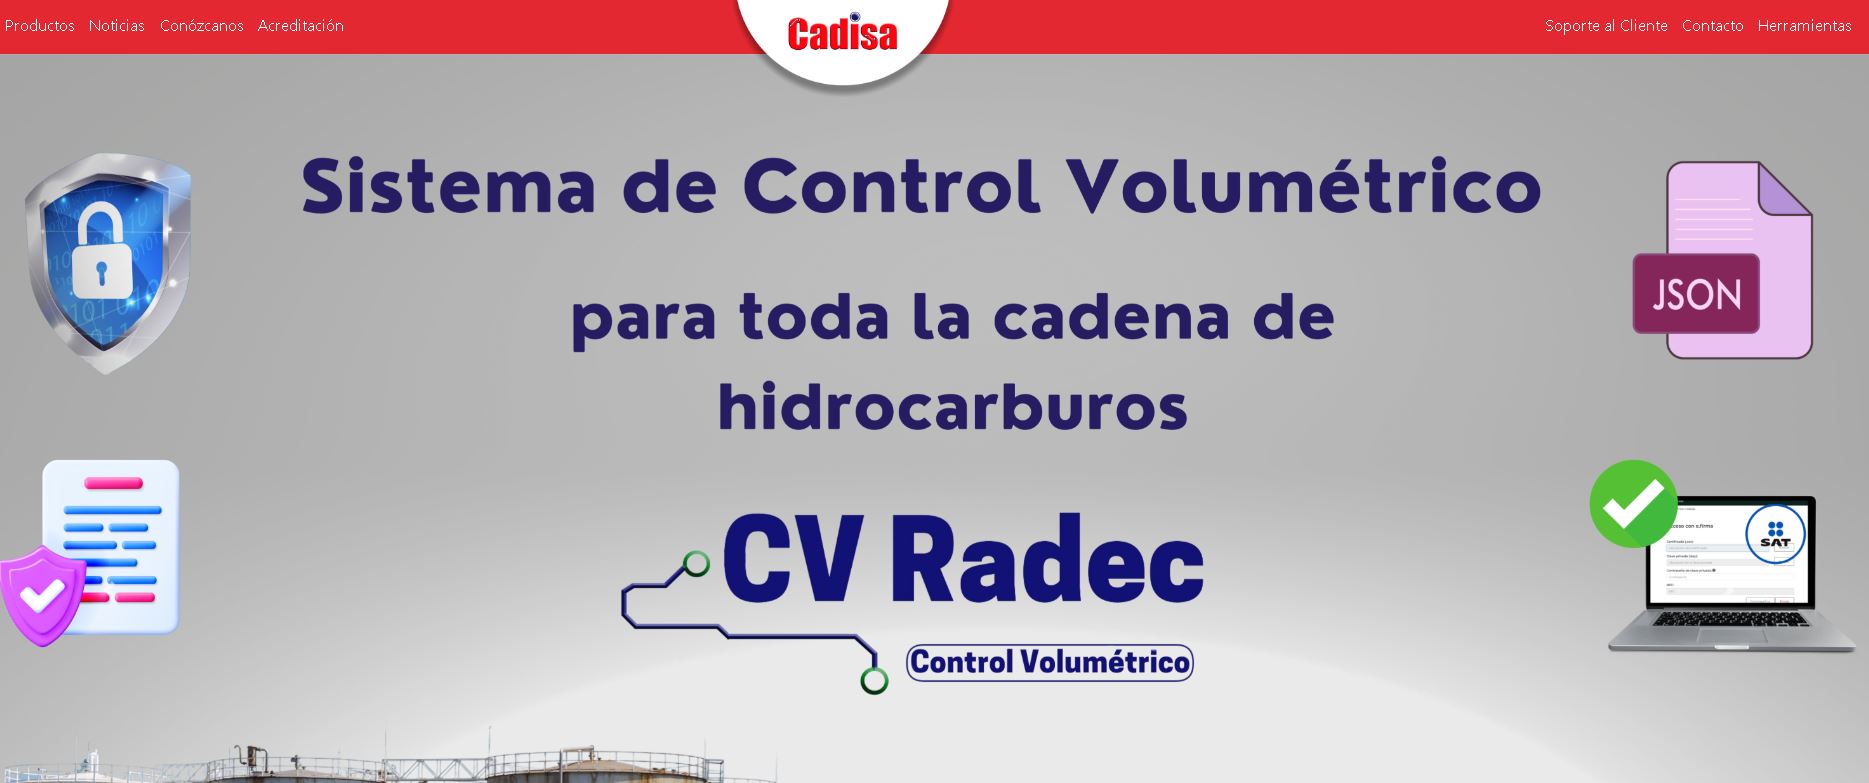 Productos Noticias Conózcanos Acreditación
Cadisa
Soporte al Cliente Contacto Herramientas
Sistema de Control Volumétrico
para toda la cadena de
hidrocarburos
JSON
SAT
CV Radec
Control Volumétrico